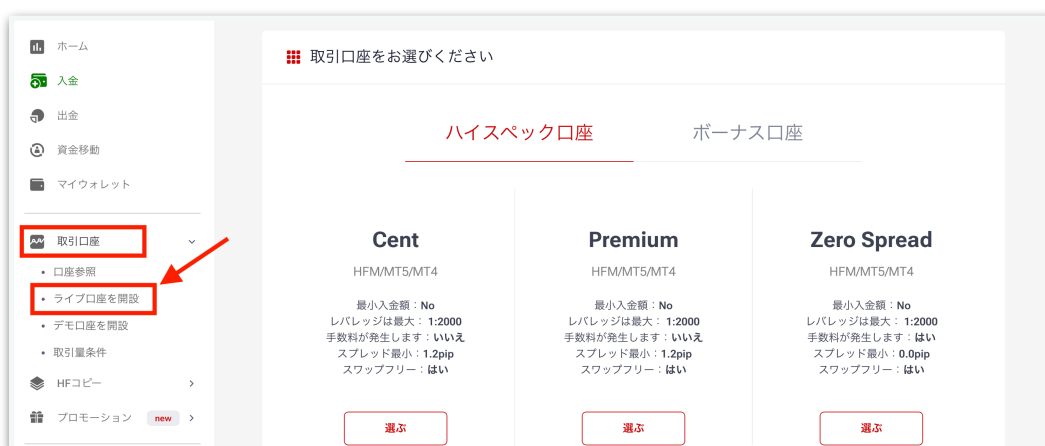 ホーム
入金
出金
資金移動
マイウォレット
取引口座
口座参照
ライブ口座を開設
デモ口座を開設
取引量条件
HFコピー
プロモーション new
取引口座をお選びください
ハイスペック口座 ボーナス口座
Cent
HFM/MT5/MT4
最小入金額：No
レバレッジは最大： 1:2000
手数料が発生します：いいえ
スプレッド最小：1.2pip
スワップフリー：はい
選ぶ
Premium
HFM/MT5/MT4
最小入金額：No
レバレッジは最大： 1:2000
手数料が発生します：いいえ
スプレッド最小：1.2pip
スワップフリー：はい
選ぶ
Zero Spread
HFM/MT5/MT4
最小入金額：No
レバレッジは最大： 1:2000
手数料が発生します：はい
スプレッド最小：0.0pip
スワップフリー：はい
選ぶ